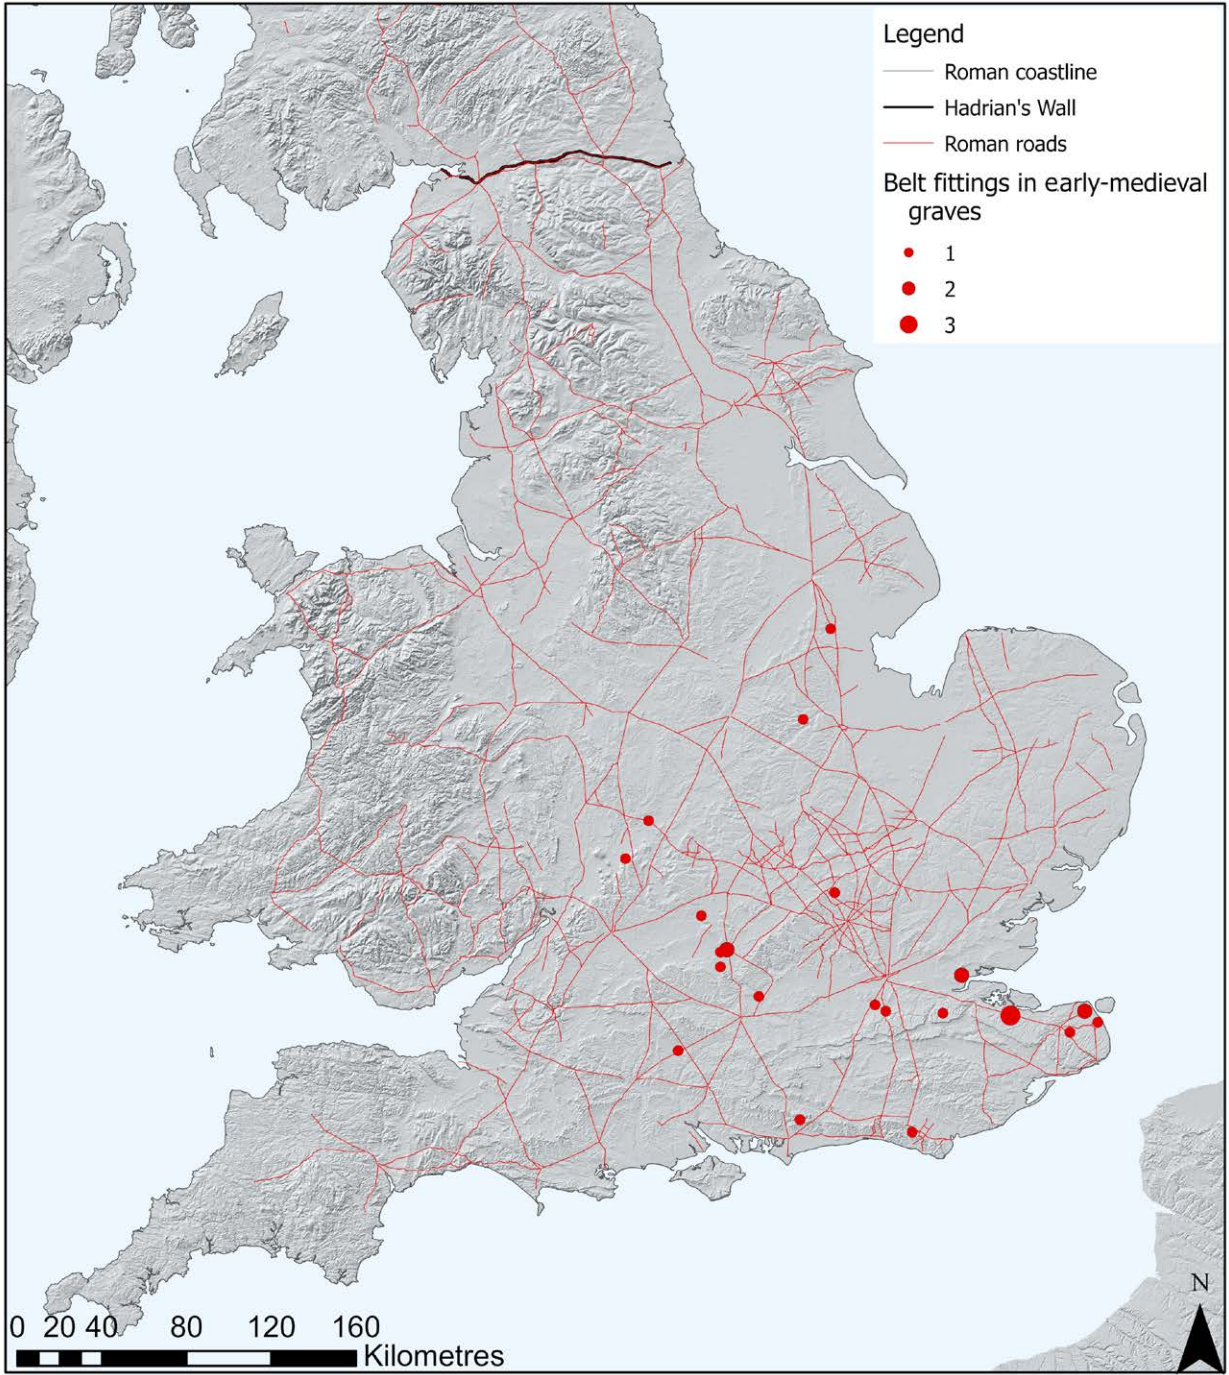 Legend
Roman coastline
Hadrian's Wall
Roman roads
Belt fittings in early-medieval
graves
1
2
3
N
0 20 40 80 120 160
Kilometres